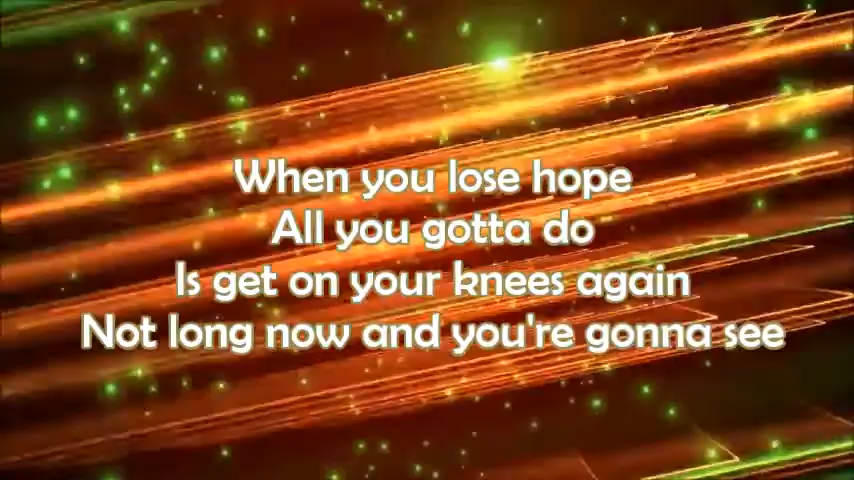 When you lose hope
All you gotta do
Is get on your knees again
Not long now and you're gonna see